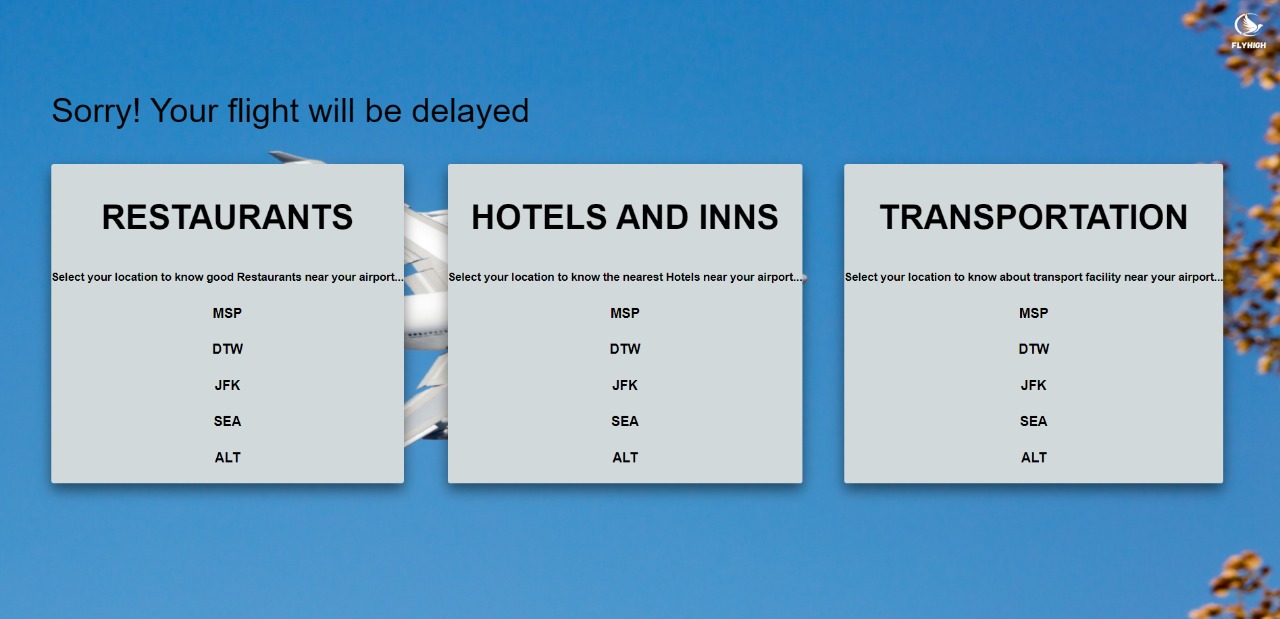 FLYHIGH
Sorry! Your flight will be delayed
RESTAURANTS
Select your location to know good Restaurants near your airport...
MSP
DTW
JFK
SEA
ALT
HOTELS AND INNS
Select your location to know the nearest Hotels near your airport...
MSP
DTW
JFK
SEA
ALT
TRANSPORTATION
Select your location to know about transport facility near your airport...
MSP
DTW
JFK
SEA
ALT